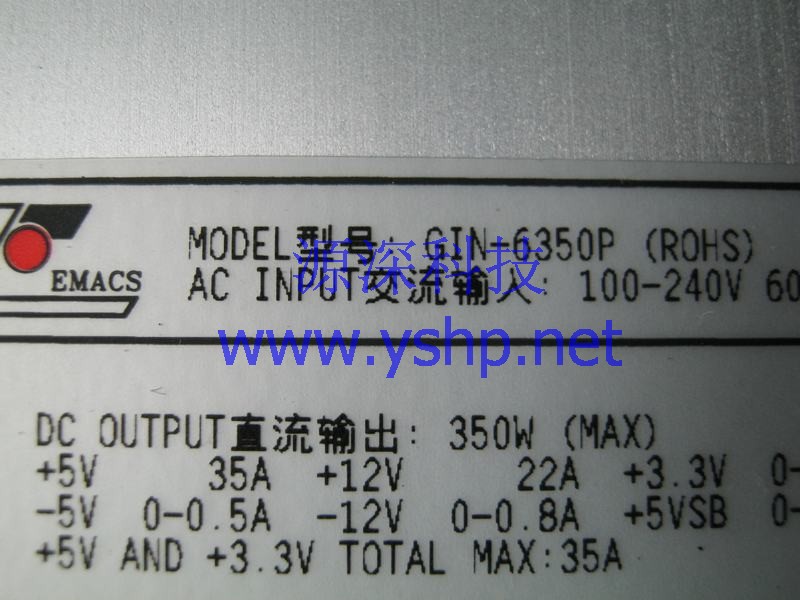 MODEL型号: GIN-6350P (ROHS)
EMACS
AC INPUT交流输入: 100-240V 60
源深科技
www.yshp.net
DC OUTPUT直流输出: 350W (MAX)
+5V 35A +12V 22A +3.3V 0-
-5V 0-0.5A -12V 0-0.8A +5VSB 0-
+5V AND +3.3V TOTAL MAX:35A